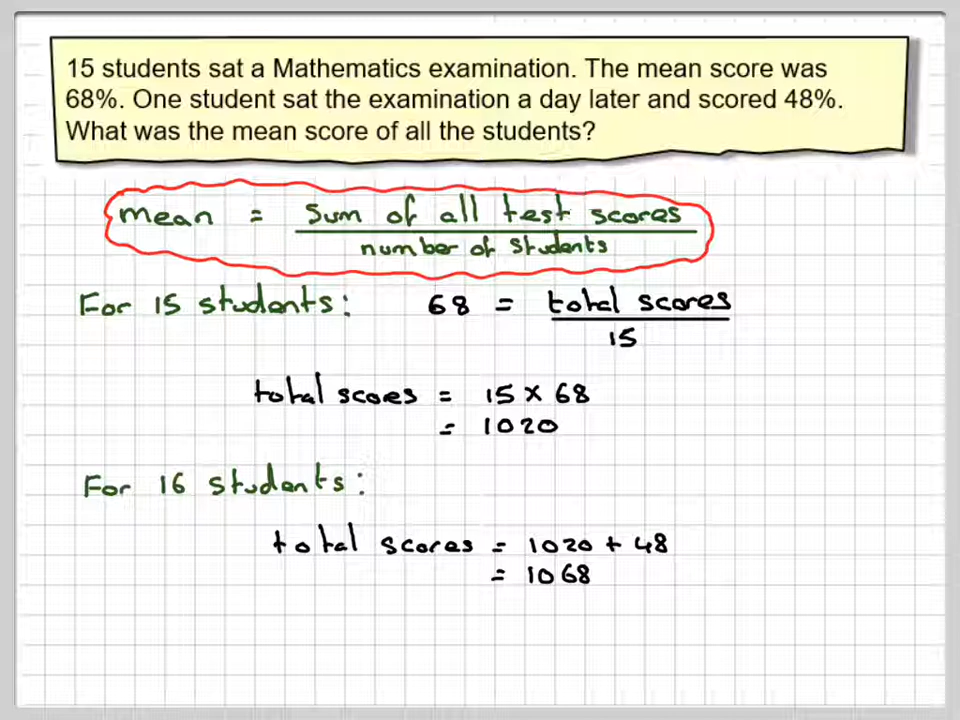 15 students sat a Mathematics examination. The mean score was
68%. One student sat the examination a day later and scored 48%.
What was the mean score of all the students?
mean = sum of all test scores
number of students
For 15 students: 68 = total scores
15
total scores = 15 × 68
= 1020
For 16 students:
total scores = 1020 + 48
= 1068